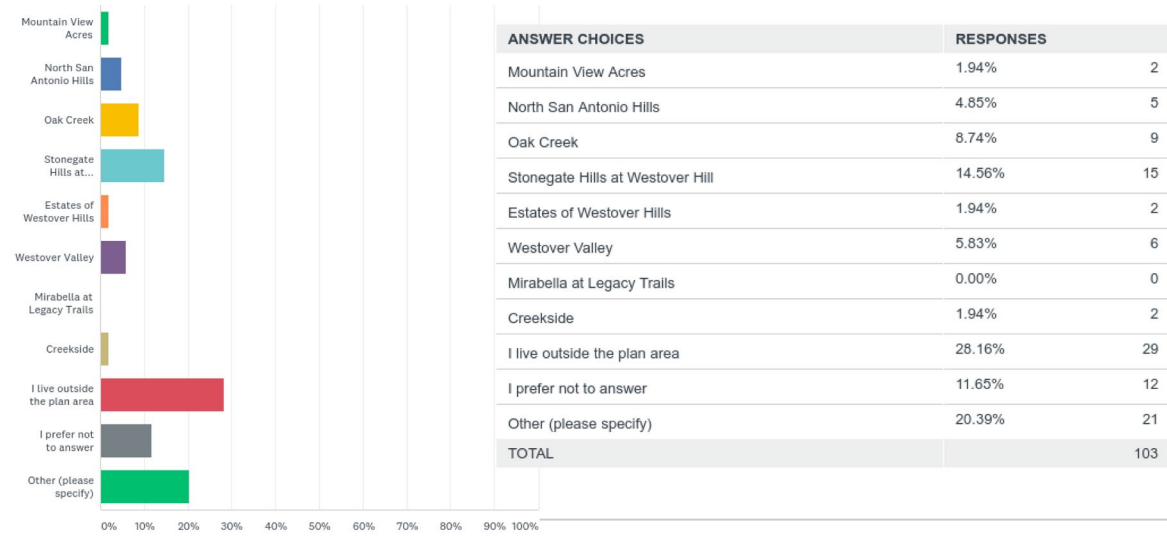 Mountain View
Acres
North San
Antonio Hills
Oak Creek
Stonegate
Hills at...
Estates of
Westover Hills
Westover Valley
Mirabella at
Legacy Trails
Creekside
I live outside
the plan area
I prefer not
to answer
Other (please
specify)
0% 10% 20% 30% 40% 50% 60% 70% 80% 90% 100%
ANSWER CHOICES RESPONSES
Mountain View Acres 1.94% 2
North San Antonio Hills 4.85% 5
Oak Creek 8.74% 9
Stonegate Hills at Westover Hill 14.56% 15
Estates of Westover Hills 1.94% 2
Westover Valley 5.83% 6
Mirabella at Legacy Trails 0.00% 0
Creekside 1.94% 2
I live outside the plan area 28.16% 29
I prefer not to answer 11.65% 12
Other (please specify) 20.39% 21
TOTAL 103